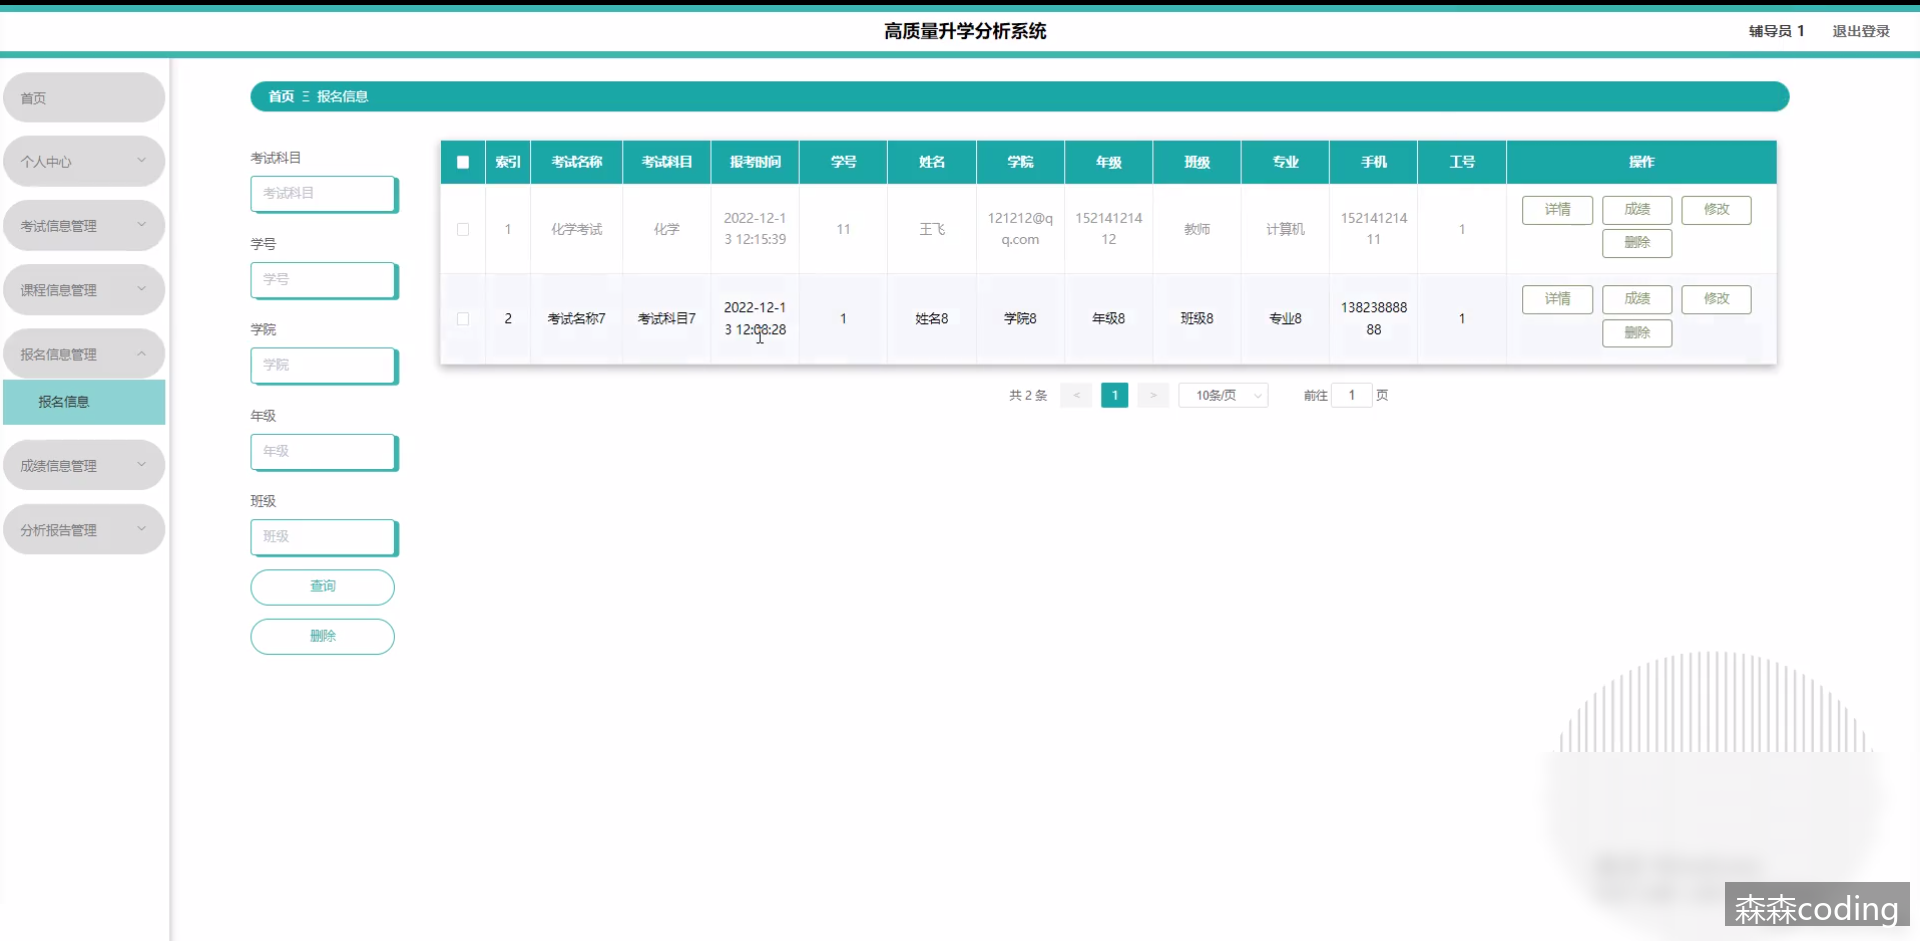 高质量升学分析系统
辅导员 1
退出登录
首页
个人中心
考试信息管理
课程信息管理
报名信息管理
报名信息
成绩信息管理
分析报告管理
首页 Ξ 报名信息
考试科目
考试科目
学号
学号
学院
学院
年级
年级
班级
班级
查询
删除
索引 考试名称 考试科目 报考时间 学号 姓名 学院 年级 班级 专业 手机 工号 操作
1 化学考试 化学 2022-12-1
3 12:15:39 11 王飞 121212@q
q.com 152141214
12 教师 计算机 152141214
11 1 详情 成绩 修改
删除
2 考试名称7 考试科目7 2022-12-1
3 12:08:28 1 姓名8 学院8 年级8 班级8 专业8 138238888
88 1 详情 成绩 修改
删除
共 2 条 < 1 > 10条/页 前往 1 页
森森coding